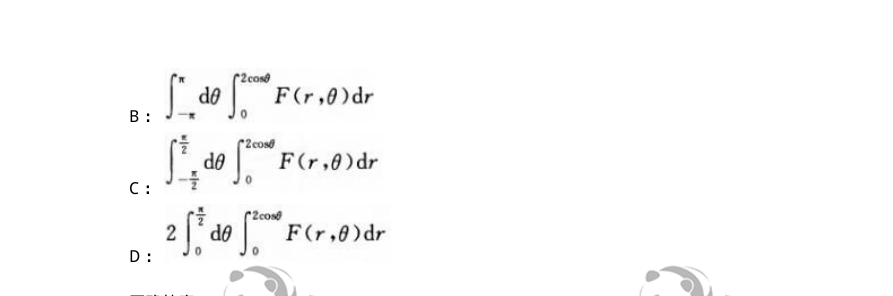 B： ∫_{-π}^{π} dθ ∫_{0}^{2cosθ} F(r,θ)dr
C： ∫_{-π/2}^{π/2} dθ ∫_{0}^{2cosθ} F(r,θ)dr
D： 2∫_{0}^{π/2} dθ ∫_{0}^{2cosθ} F(r,θ)dr